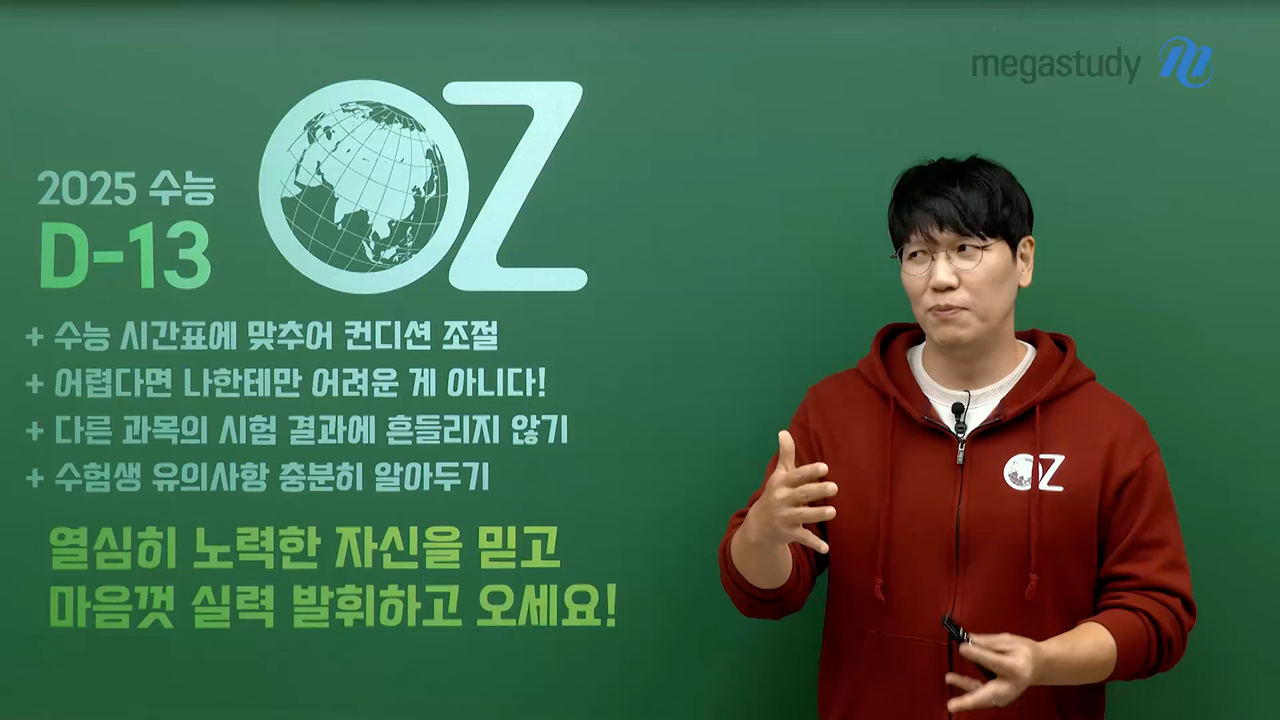 megastudy
OZ
2025 수능
D-13
+ 수능 시간표에 맞추어 컨디션 조절
+ 어렵다면 나한테만 어려운 게 아니다!
+ 다른 과목의 시험 결과에 흔들리지 않기
+ 수험생 유의사항 충분히 알아두기
열심히 노력한 자신을 믿고
마음껏 실력 발휘하고 오세요!
OZ